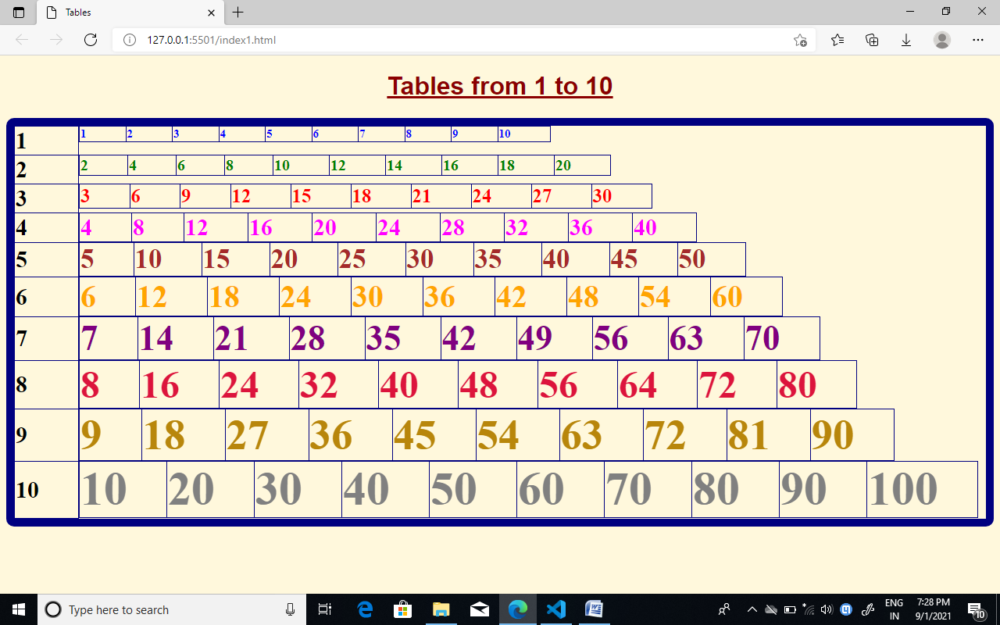 Tables
127.0.0.1:5501/index1.html
Tables from 1 to 10
1 1 2 3 4 5 6 7 8 9 10
2 2 4 6 8 10 12 14 16 18 20
3 3 6 9 12 15 18 21 24 27 30
4 4 8 12 16 20 24 28 32 36 40
5 5 10 15 20 25 30 35 40 45 50
6 6 12 18 24 30 36 42 48 54 60
7 7 14 21 28 35 42 49 56 63 70
8 8 16 24 32 40 48 56 64 72 80
9 9 18 27 36 45 54 63 72 81 90
10 10 20 30 40 50 60 70 80 90 100
Type here to search
ENG 7:28 PM
IN 9/1/2021 10